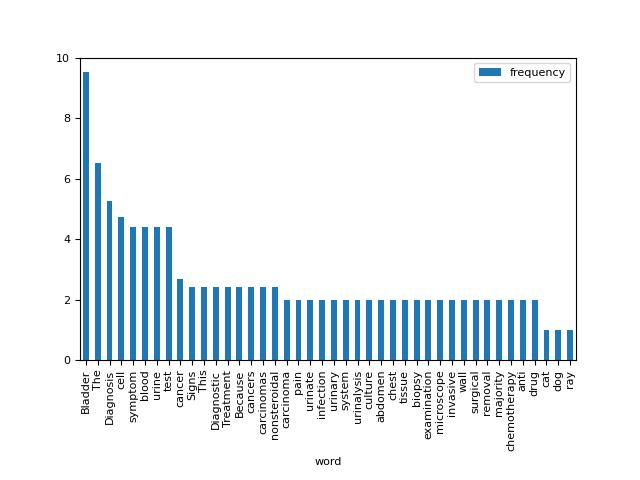 10
8
6
4
2
0
frequency
Bladder
The
Diagnosis
cell
symptom
blood
urine
test
cancer
Signs
This
Diagnostic
Treatment
Because
cancers
carcinomas
nonsteroidal
carcinoma
pain
urinate
infection
urinary
system
urinalysis
culture
abdomen
chest
tissue
biopsy
examination
microscope
invasive
wall
surgical
removal
majority
chemotherapy
anti
drug
cat
dog
ray
word